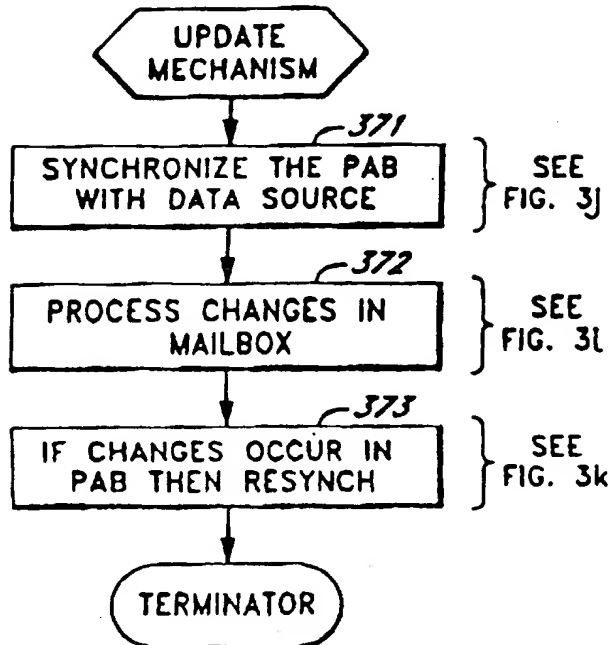 UPDATE
MECHANISM
371
SYNCHRONIZE THE PAB
WITH DATA SOURCE
SEE
FIG. 3j
372
PROCESS CHANGES IN
MAILBOX
SEE
FIG. 3l
373
IF CHANGES OCCUR IN
PAB THEN RESYNCH
SEE
FIG. 3k
TERMINATOR